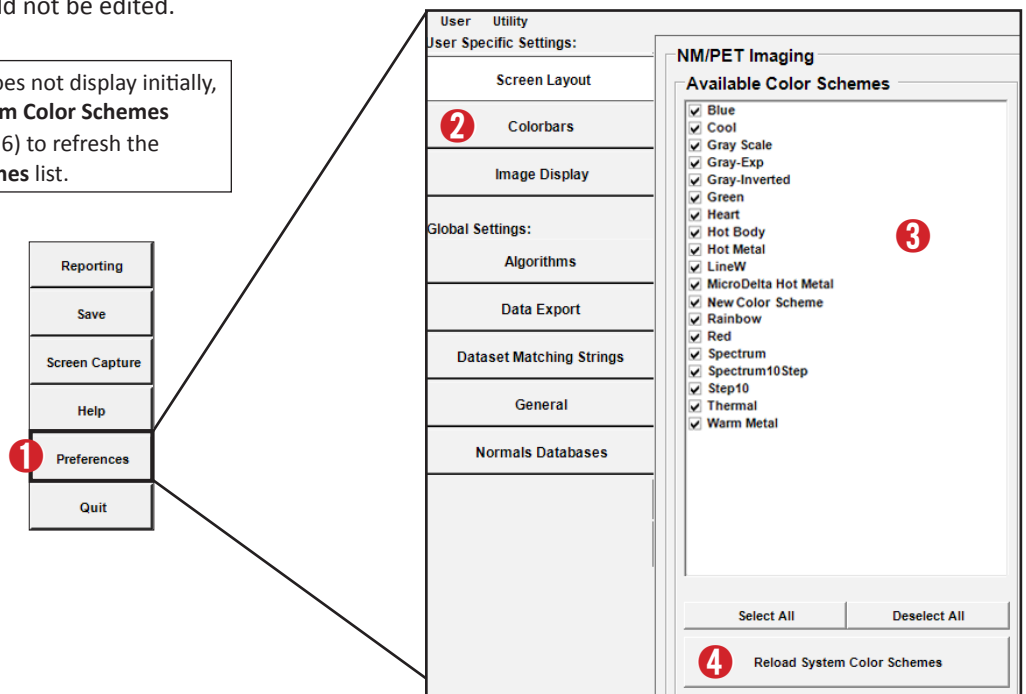 ld not be edited.
oes not display initially,
m Color Schemes
6) to refresh the
nes list.
Reporting
Save
Screen Capture
Help
1 Preferences
Quit
User Utility
User Specific Settings:
Screen Layout
2 Colorbars
Image Display
Global Settings:
Algorithms
Data Export
Dataset Matching Strings
General
Normals Databases
NM/PET Imaging
Available Color Schemes
Blue
Cool
Gray Scale
Gray-Exp
Gray-Inverted
Green
Heart
Hot Body
Hot Metal
LineW
MicroDelta Hot Metal
New Color Scheme
Rainbow
Red
Spectrum
Spectrum10Step
Step10
Thermal
Warm Metal
3
Select All Deselect All
4 Reload System Color Schemes